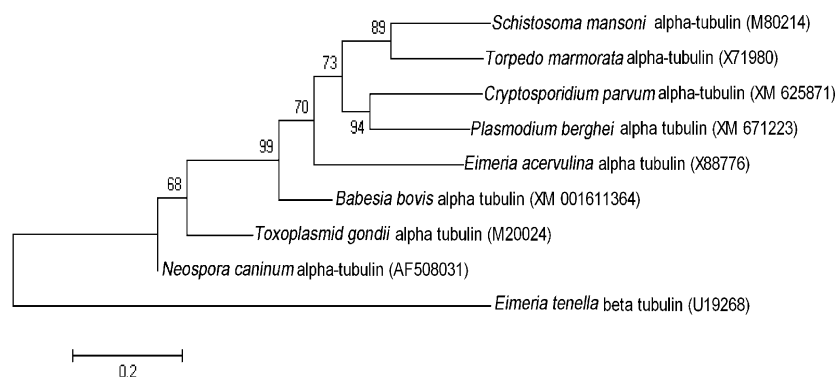 89
Schistosoma mansoni alpha-tubulin (M80214)
73
Torpedo marmorata alpha-tubulin (X71980)
70
Cryptosporidium parvum alpha-tubulin (XM 625871)
94
Plasmodium berghei alpha tubulin (XM 671223)
99
Eimeria acervulina alpha tubulin (X88776)
68
Babesia bovis alpha tubulin (XM 001611364)
Toxoplasmid gondii alpha tubulin (M20024)
Neospora caninum alpha-tubulin (AF508031)
Eimeria tenella beta tubulin (U19268)
0.2